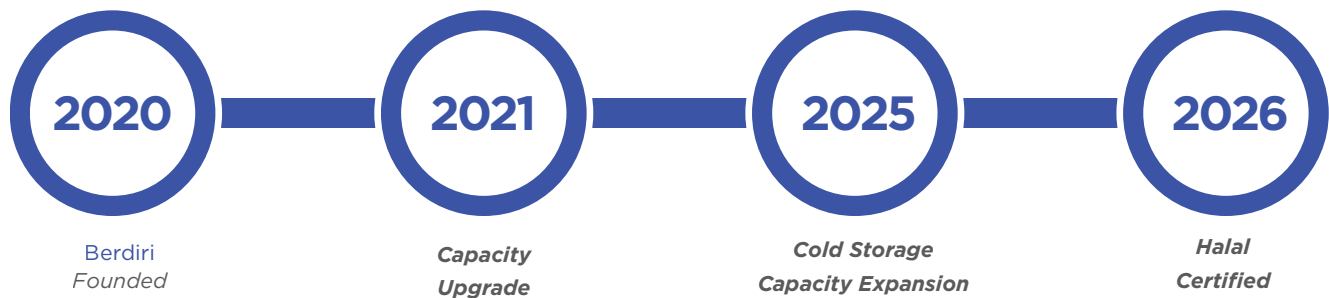 2020
2021
2025
2026
Berdiri
Founded
Capacity
Upgrade
Cold Storage
Capacity Expansion
Halal
Certified